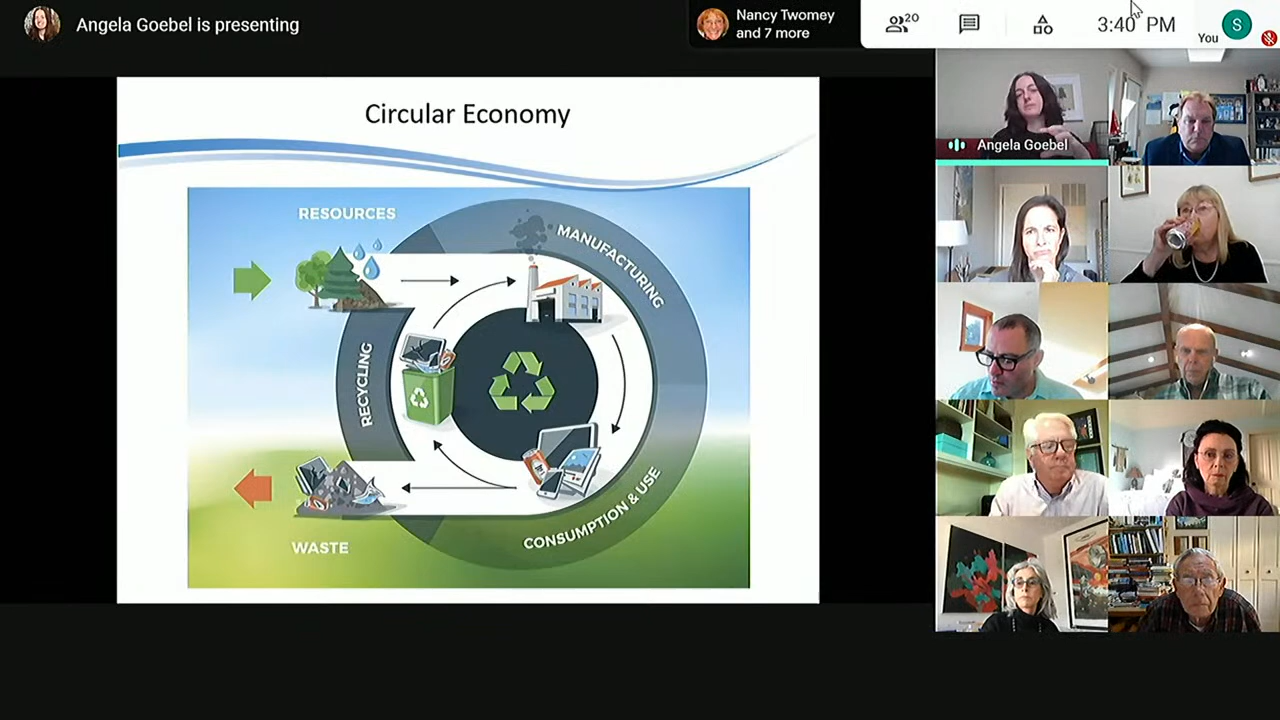 Angela Goebel is presenting
Nancy Twomey
and 7 more
20
3:40 PM
You
S
Circular Economy
RESOURCES
MANUFACTURING
RECYCLING
CONSUMPTION & USE
WASTE
Angela Goebel